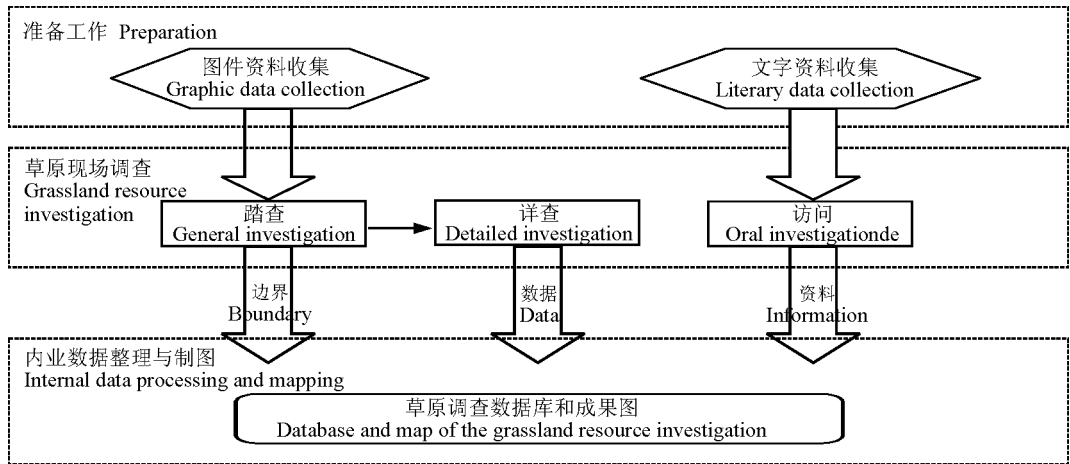 准备工作 Preparation
图件资料收集
Graphic data collection
文字资料收集
Literary data collection
草原现场调查
Grassland resource
investigation
踏查
General investigation
详查
Detailed investigation
访问
Oral investigationde
边界
Boundary
数据
Data
资料
Information
内业数据整理与制图
Internal data processing and mapping
草原调查数据库和成果图
Database and map of the grassland resource investigation